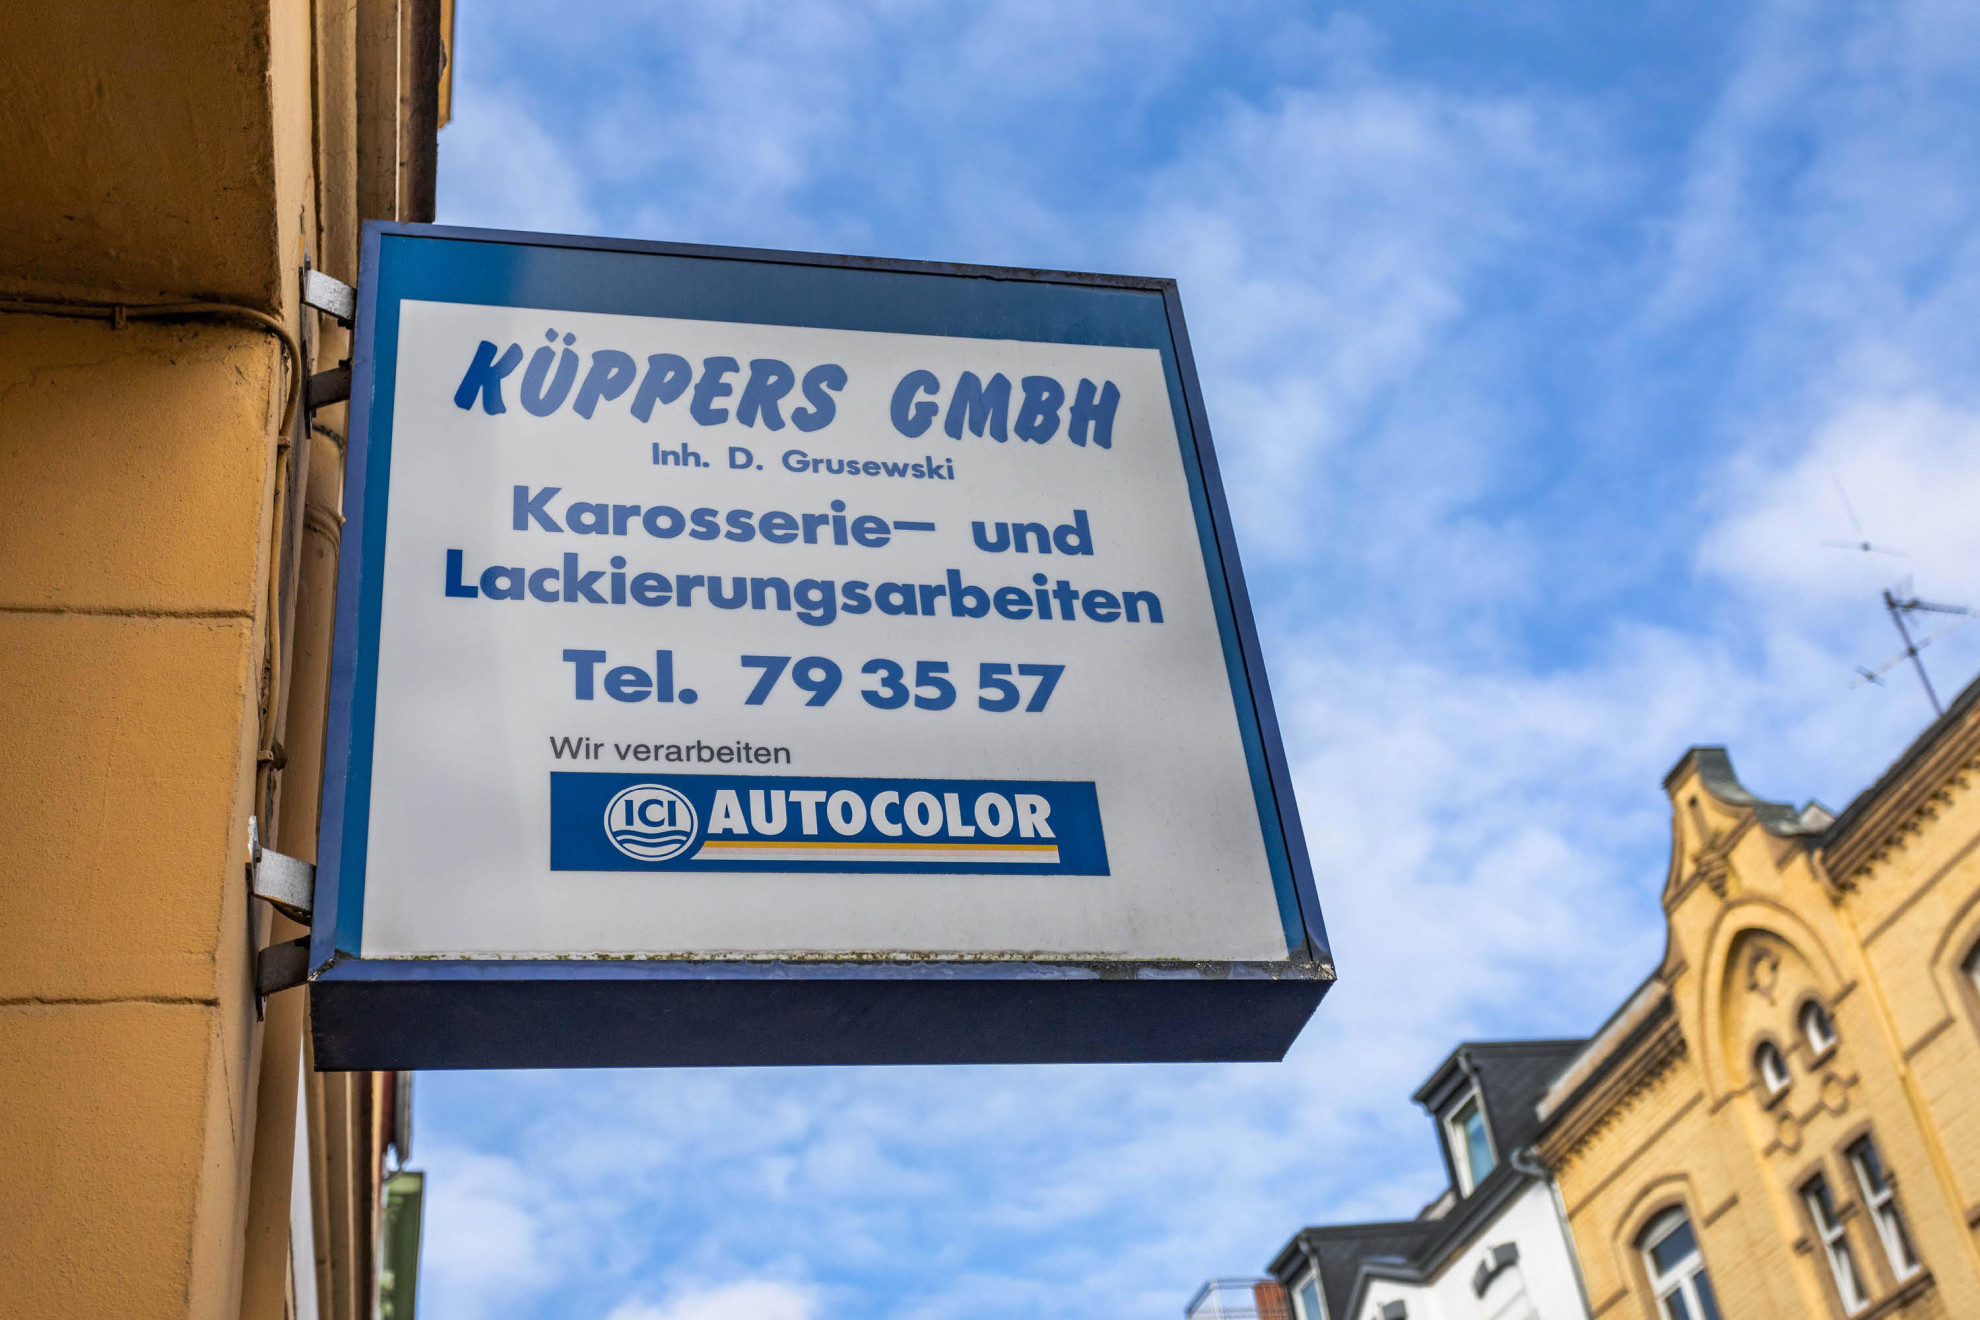 KÜPPERS GMBH
Inh. D. Grusewski
Karosserie- und
Lackierungsarbeiten
Tel. 79 35 57
Wir verarbeiten
ICI AUTOCOLOR